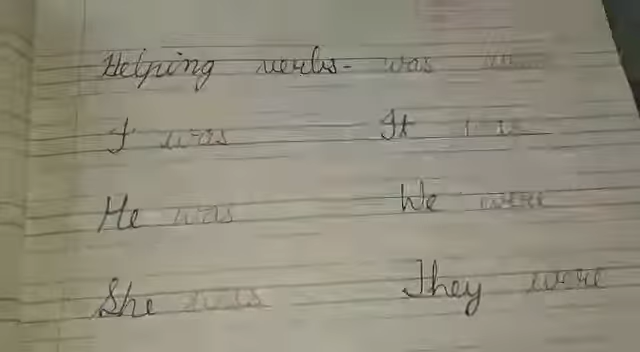 Helping verbs - was
I was It
He was We were
She was They were